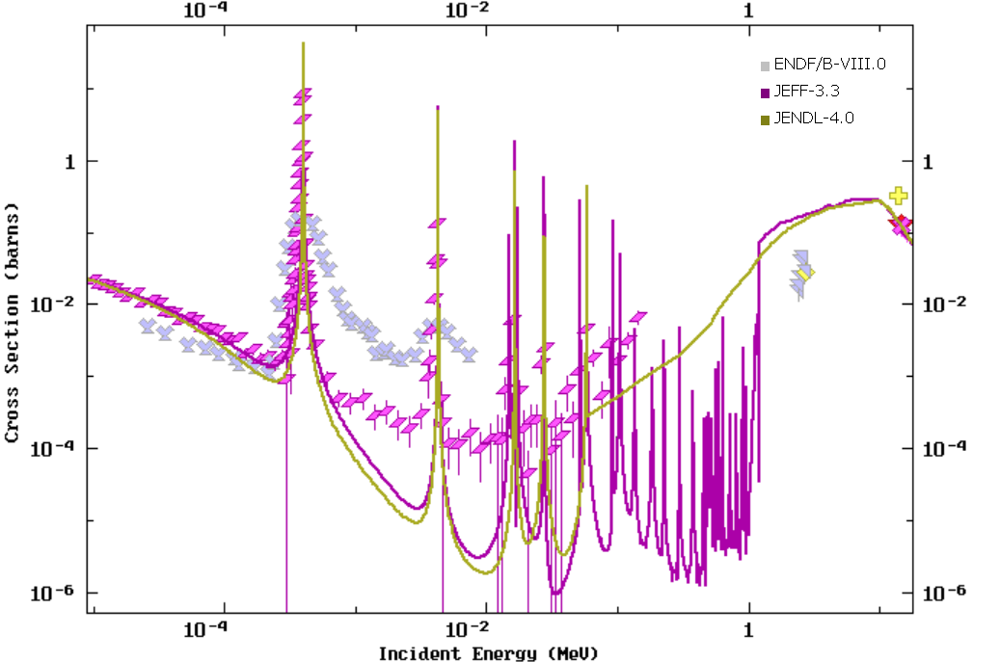 10-4 10-2 1
ENDF/B-VIII.0
JEFF-3.3
JENDL-4.0
1 1
10-2 10-2
10-4 10-4
10-6 10-6
Cross Section (barns)
10-4 10-2 1
Incident Energy (MeV)